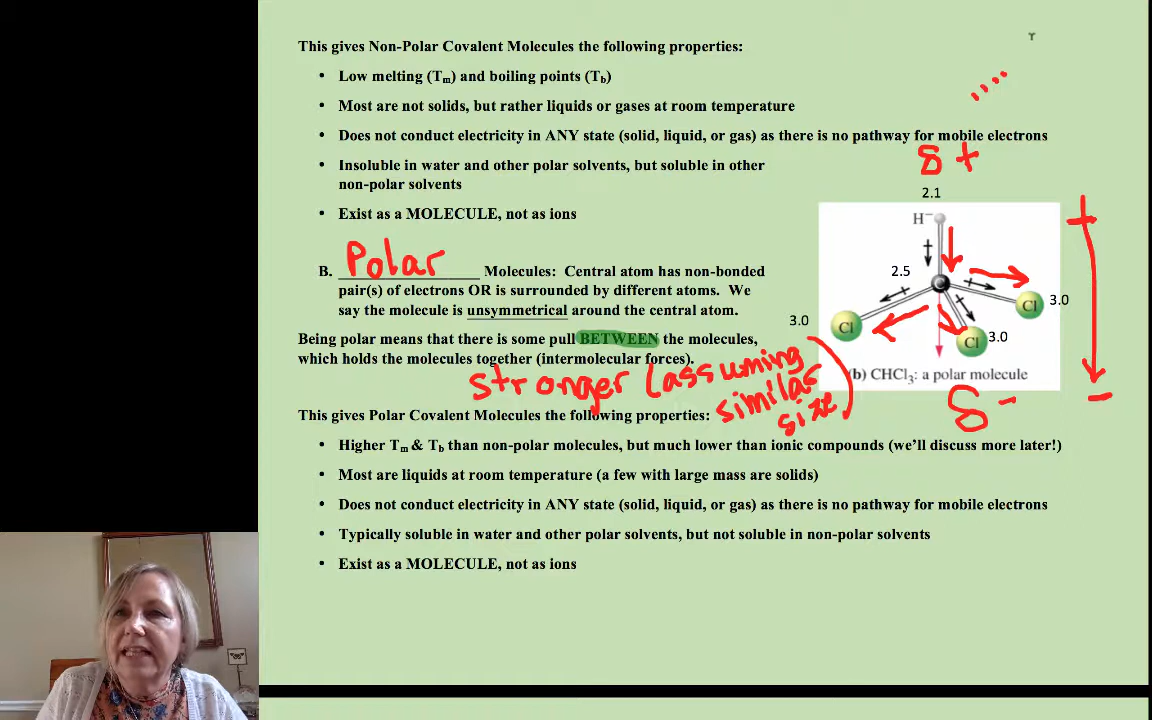 This gives Non-Polar Covalent Molecules the following properties:
• Low melting (Tm) and boiling points (Tb)
• Most are not solids, but rather liquids or gases at room temperature
• Does not conduct electricity in ANY state (solid, liquid, or gas) as there is no pathway for mobile electrons
• Insoluble in water and other polar solvents, but soluble in other
non-polar solvents
• Exist as a MOLECULE, not as ions
δ +
2.1
H
2.5
C
Cl
3.0
Cl
3.0
Cl
3.0
(b) CHCl3: a polar molecule
+
-
δ -
B. Polar Molecules: Central atom has non-bonded
pair(s) of electrons OR is surrounded by different atoms. We
say the molecule is unsymmetrical around the central atom.
Being polar means that there is some pull BETWEEN the molecules,
which holds the molecules together (intermolecular forces).
stronger (assuming
similar
size)
This gives Polar Covalent Molecules the following properties:
• Higher Tm & Tb than non-polar molecules, but much lower than ionic compounds (we'll discuss more later!)
• Most are liquids at room temperature (a few with large mass are solids)
• Does not conduct electricity in ANY state (solid, liquid, or gas) as there is no pathway for mobile electrons
• Typically soluble in water and other polar solvents, but not soluble in non-polar solvents
• Exist as a MOLECULE, not as ions